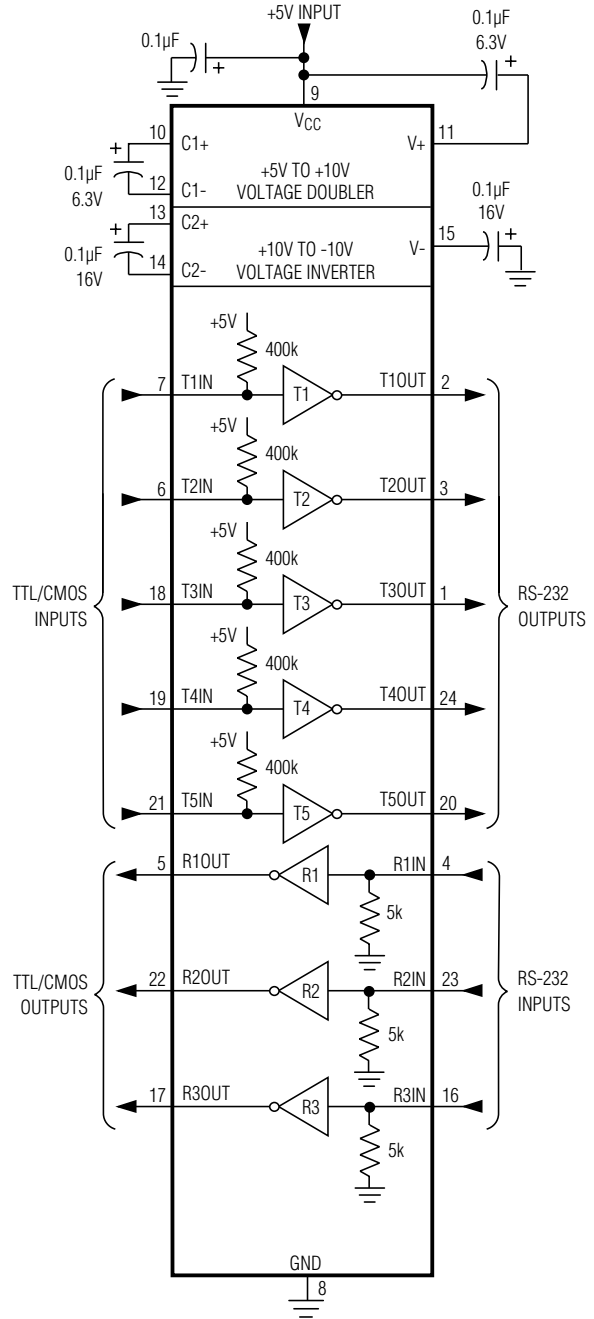 +5V INPUT
0.1µF
+
0.1µF
6.3V
+
9
VCC
10
C1+
V+
11
+
0.1µF
6.3V
12
C1-
+5V TO +10V
VOLTAGE DOUBLER
13
C2+
+
0.1µF
16V
14
C2-
+10V TO -10V
VOLTAGE INVERTER
V-
15
0.1µF
16V
+
+5V
400k
7
T1IN
T1
T1OUT
2
+5V
400k
6
T2IN
T2
T2OUT
3
+5V
400k
TTL/CMOS
INPUTS
18
T3IN
T3
T3OUT
1
RS-232
OUTPUTS
+5V
400k
19
T4IN
T4
T4OUT
24
+5V
400k
21
T5IN
T5
T5OUT
20
5
R1OUT
R1
R1IN
4
5k
TTL/CMOS
OUTPUTS
22
R2OUT
R2
R2IN
23
RS-232
INPUTS
5k
17
R3OUT
R3
R3IN
16
5k
GND
8